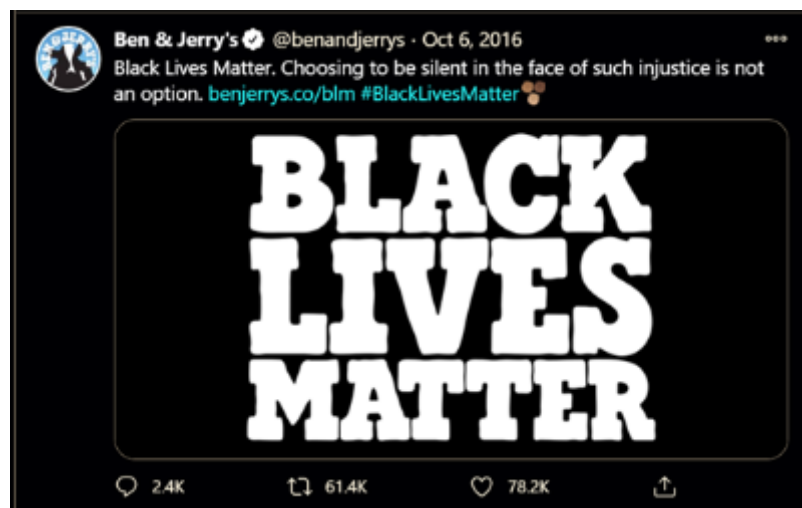 Ben & Jerry's @benandjerrys · Oct 6, 2016
Black Lives Matter. Choosing to be silent in the face of such injustice is not
an option. benjerrys.co/blm #BlackLivesMatter
BLACK
LIVES
MATTER
2.4K 61.4K 78.2K